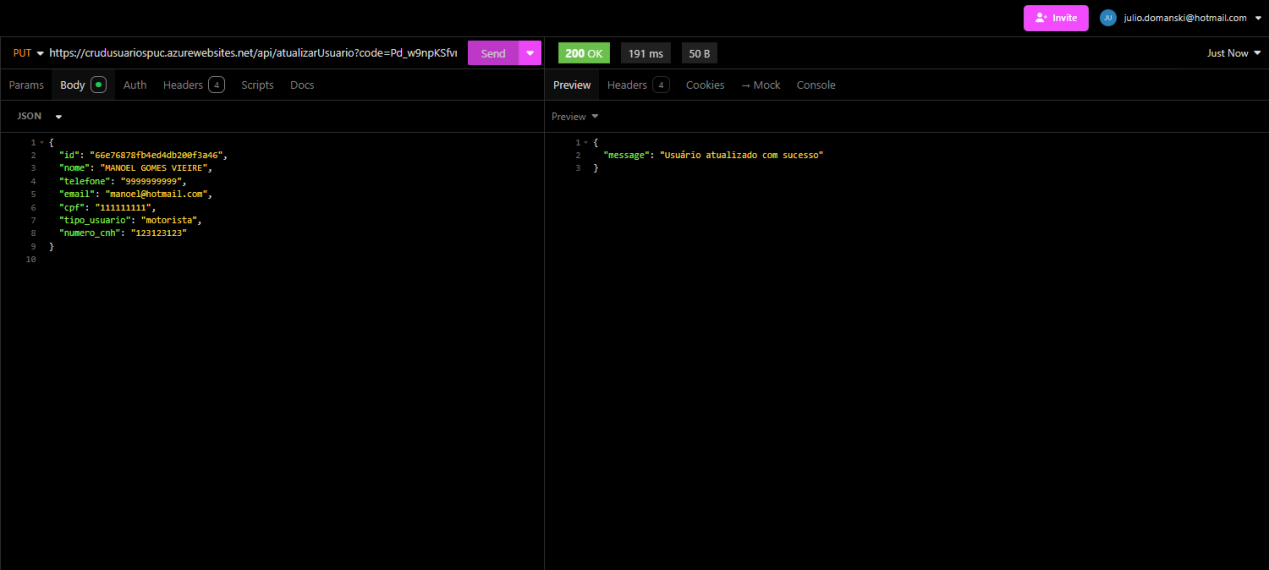 Invite
JU
julio.domanski@hotmail.com
PUT
https://crudusuariospuc.azurewebsites.net/api/atualizarUsuario?code=Pd_w9npKSfvr
Send
200 OK
191 ms
50 B
Just Now
Params
Body
Auth
Headers
4
Scripts
Docs
Preview
Headers
4
Cookies
→ Mock
Console
JSON
Preview
1 {
2 "id": "66e76878fb4ed4db200f3a46",
3 "nome": "MANOEL GOMES VIEIRE",
4 "telefone": "9999999999",
5 "email": "manoel@hotmail.com",
6 "cpf": "111111111",
7 "tipo_usuario": "motorista",
8 "numero_cnh": "123123123"
9 }
10
1 {
2 "message": "Usuário atualizado com sucesso"
3 }